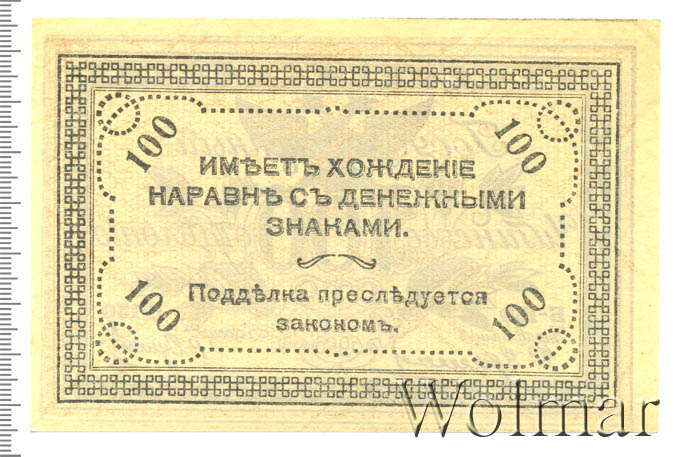 100 100
ИМѢЕТЪ ХОЖДЕНІЕ
НАРАВНѢ СЪ ДЕНЕЖНЫМИ
ЗНАКАМИ.
Поддѣлка преслѣдуется
закономъ.
100 100
Wolmar